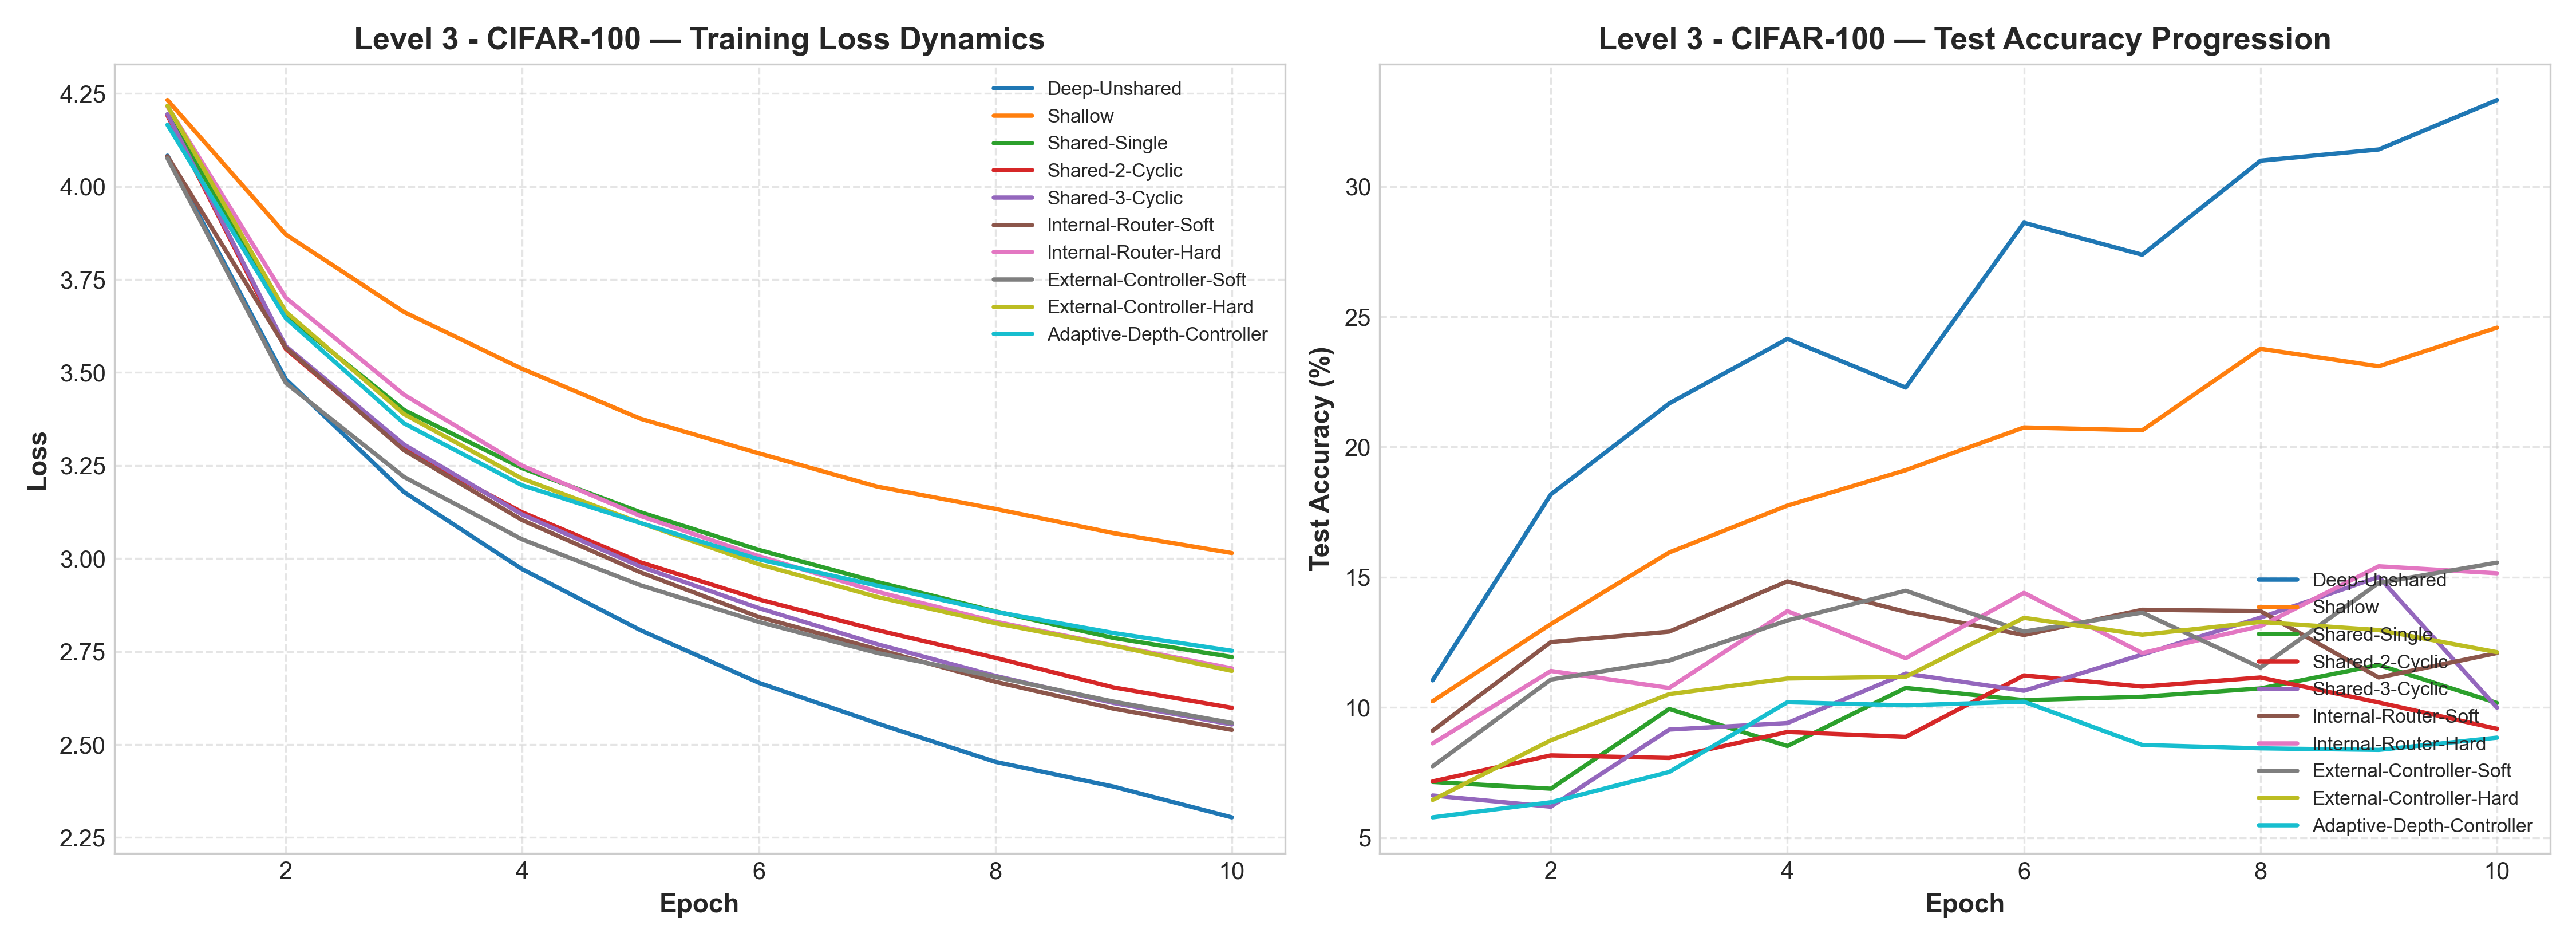 Level 3 - CIFAR-100 — Training Loss Dynamics
4.25
4.00
3.75
3.50
3.25
3.00
2.75
2.50
2.25
Loss
2
4
6
8
10
Epoch
Deep-Unshared
Shallow
Shared-Single
Shared-2-Cyclic
Shared-3-Cyclic
Internal-Router-Soft
Internal-Router-Hard
External-Controller-Soft
External-Controller-Hard
Adaptive-Depth-Controller
Level 3 - CIFAR-100 — Test Accuracy Progression
30
25
20
15
10
5
Test Accuracy (%)
2
4
6
8
10
Epoch
Deep-Unshared
Shallow
Shared-Single
Shared-2-Cyclic
Shared-3-Cyclic
Internal-Router-Soft
Internal-Router-Hard
External-Controller-Soft
External-Controller-Hard
Adaptive-Depth-Controller